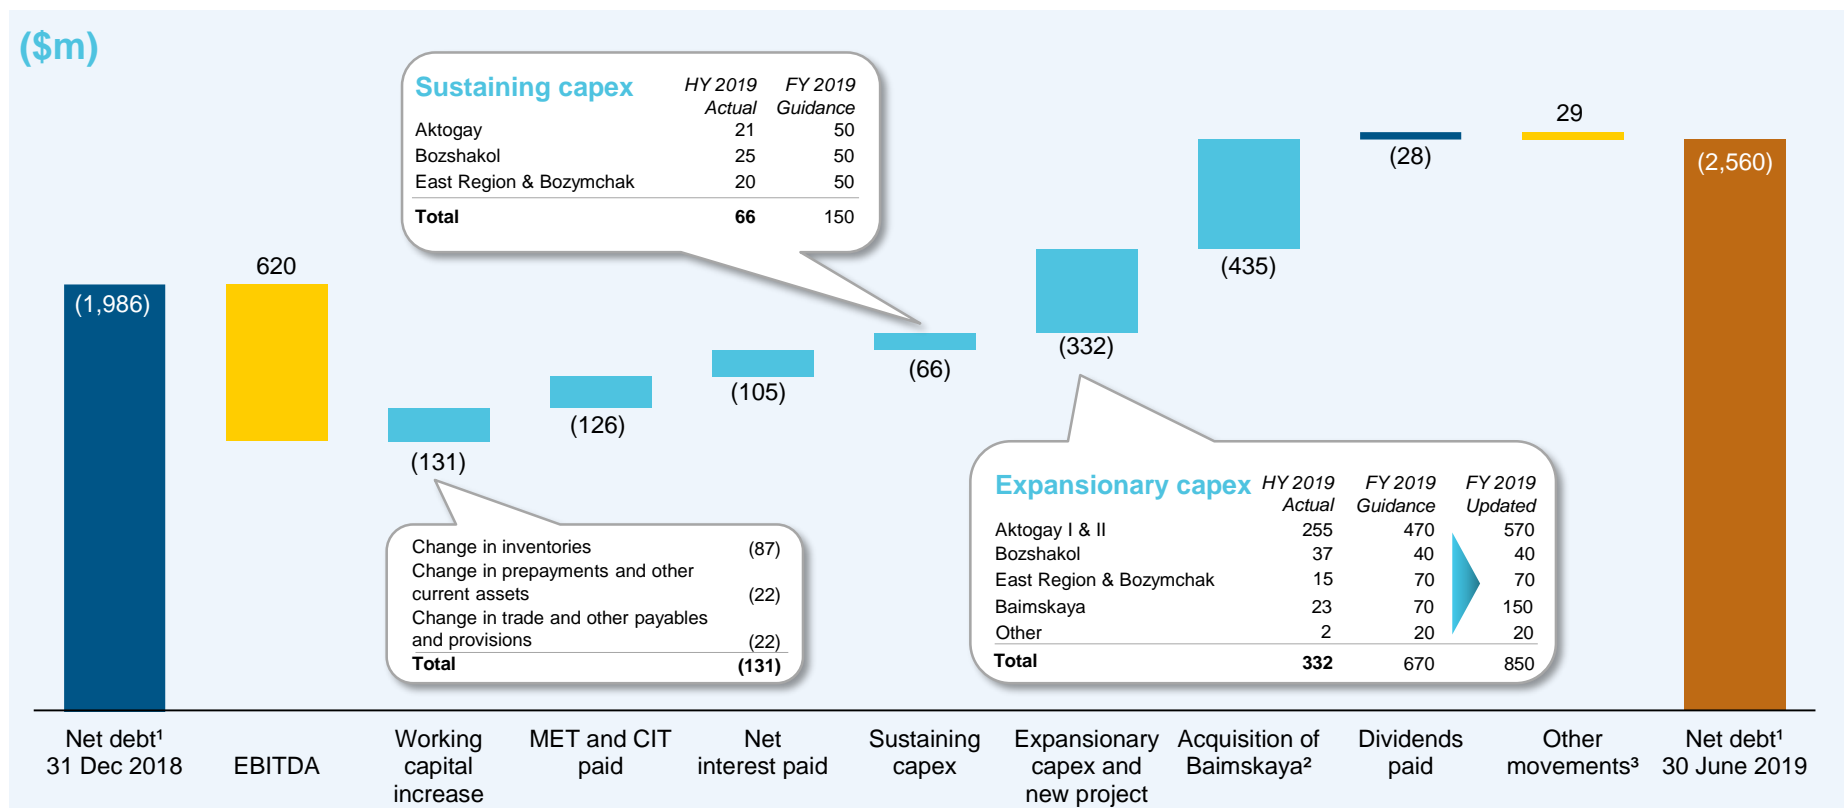 ($m)
Sustaining capex HY 2019 FY 2019
Actual Guidance
Aktogay 21 50
Bozshakol 25 50
East Region & Bozymchak 20 50
Total 66 150
(1,986)
620
(131)
(126)
(105)
(66)
(332)
(435)
(28)
29
(2,560)
Change in inventories (87)
Change in prepayments and other
current assets (22)
Change in trade and other payables
and provisions (22)
Total (131)
Expansionary capex HY 2019 FY 2019 FY 2019
Actual Guidance Updated
Aktogay I & II 255 470 570
Bozshakol 37 40 40
East Region & Bozymchak 15 70 70
Baimskaya 23 70 150
Other 2 20 20
Total 332 670 850
Net debt¹
31 Dec 2018
EBITDA
Working
capital
increase
MET and CIT
paid
Net
interest paid
Sustaining
capex
Expansionary
capex and
new project
Acquisition of
Baimskaya²
Dividends
paid
Other
movements³
Net debt¹
30 June 2019